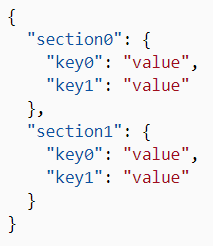 {
  "section0": {
    "key0": "value",
    "key1": "value"
  },
  "section1": {
    "key0": "value",
    "key1": "value"
  }
}